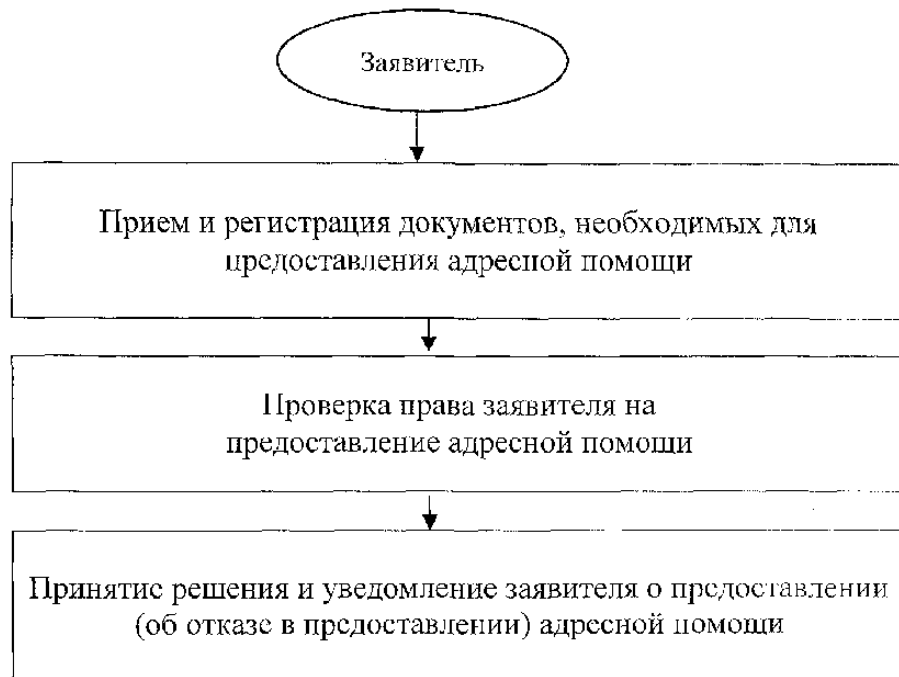 Заявитель
Прием и регистрация документов, необходимых для
предоставления адресной помощи
Проверка права заявителя на
предоставление адресной помощи
Принятие решения и уведомление заявителя о предоставлении
(об отказе в предоставлении) адресной помощи